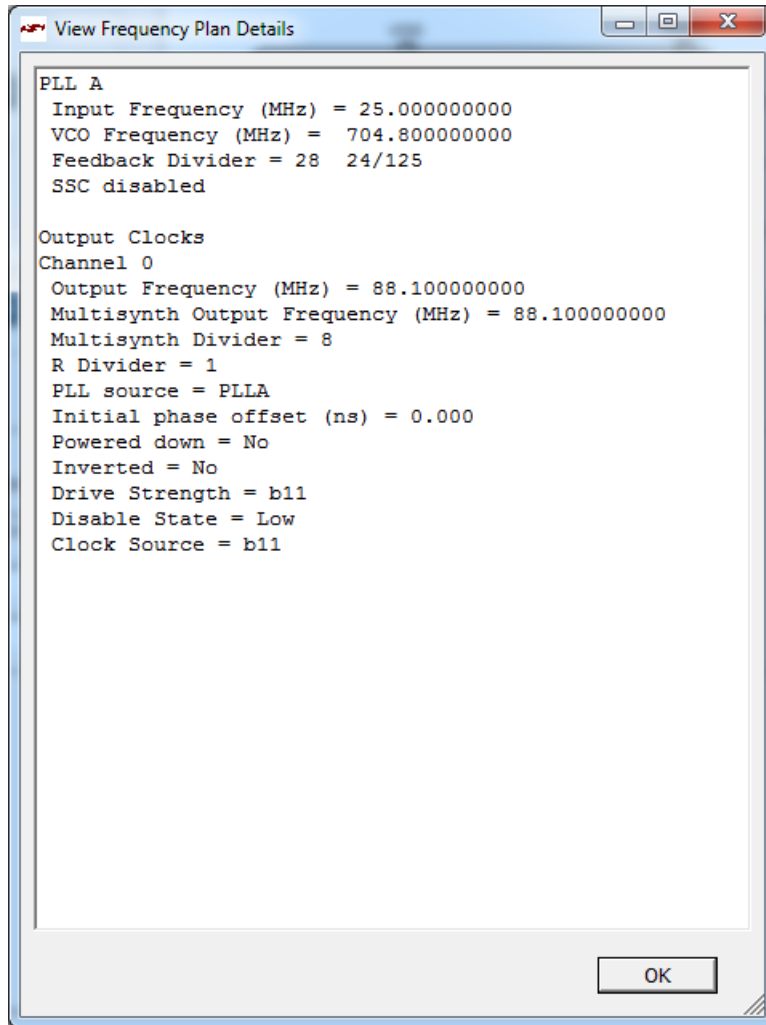 View Frequency Plan Details
PLL A
Input Frequency (MHz) = 25.000000000
VCO Frequency (MHz) =  704.800000000
Feedback Divider = 28  24/125
SSC disabled
Output Clocks
Channel 0
Output Frequency (MHz) = 88.100000000
Multisynth Output Frequency (MHz) = 88.100000000
Multisynth Divider = 8
R Divider = 1
PLL source = PLLA
Initial phase offset (ns) = 0.000
Powered down = No
Inverted = No
Drive Strength = b11
Disable State = Low
Clock Source = b11
OK